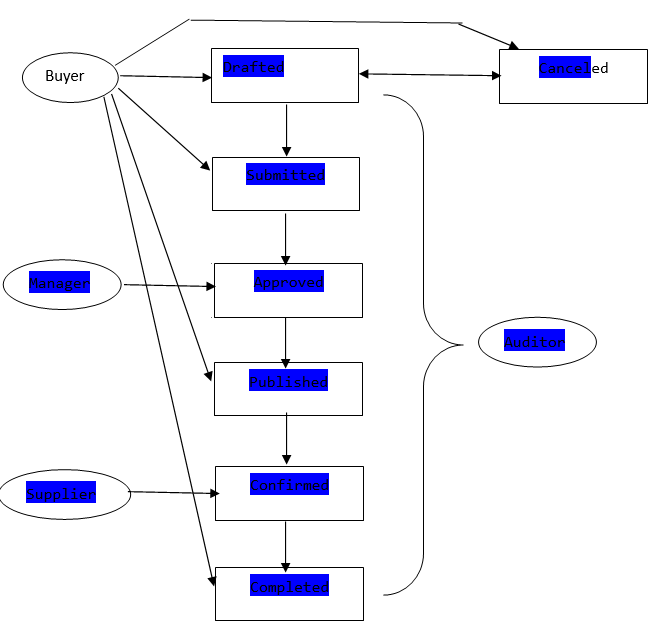 Buyer
Drafted
Canceled
Submitted
Manager
Approved
Auditor
Published
Supplier
Confirmed
Completed